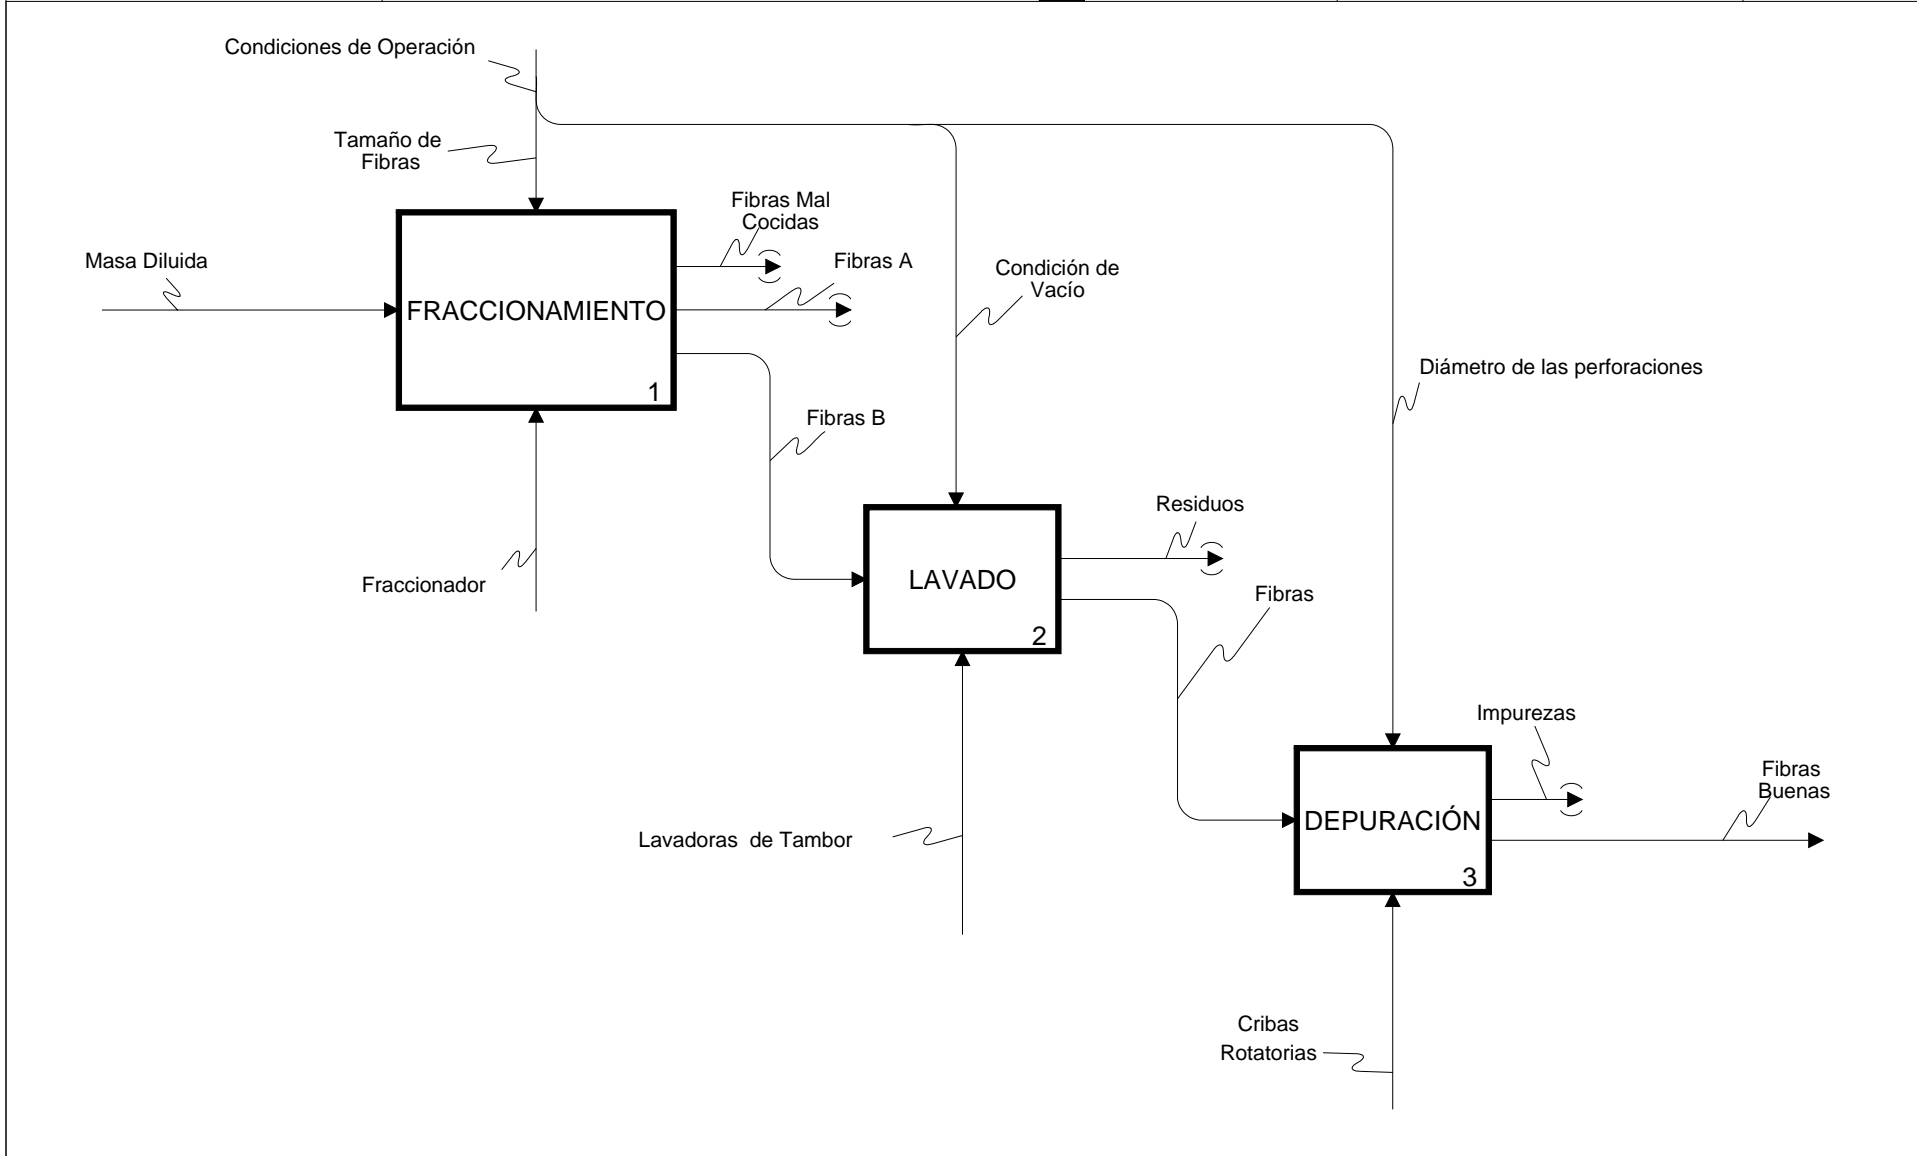 Condiciones de Operación
Tamaño de
Fibras
Fibras Mal
Cocidas
Masa Diluida
Fibras A
Condición de
Vacío
FRACCIONAMIENTO
1
Diámetro de las perforaciones
Fibras B
Residuos
Fraccionador
LAVADO
2
Fibras
Impurezas
Fibras
Buenas
Lavadoras  de Tambor
DEPURACIÓN
3
Cribas
Rotatorias